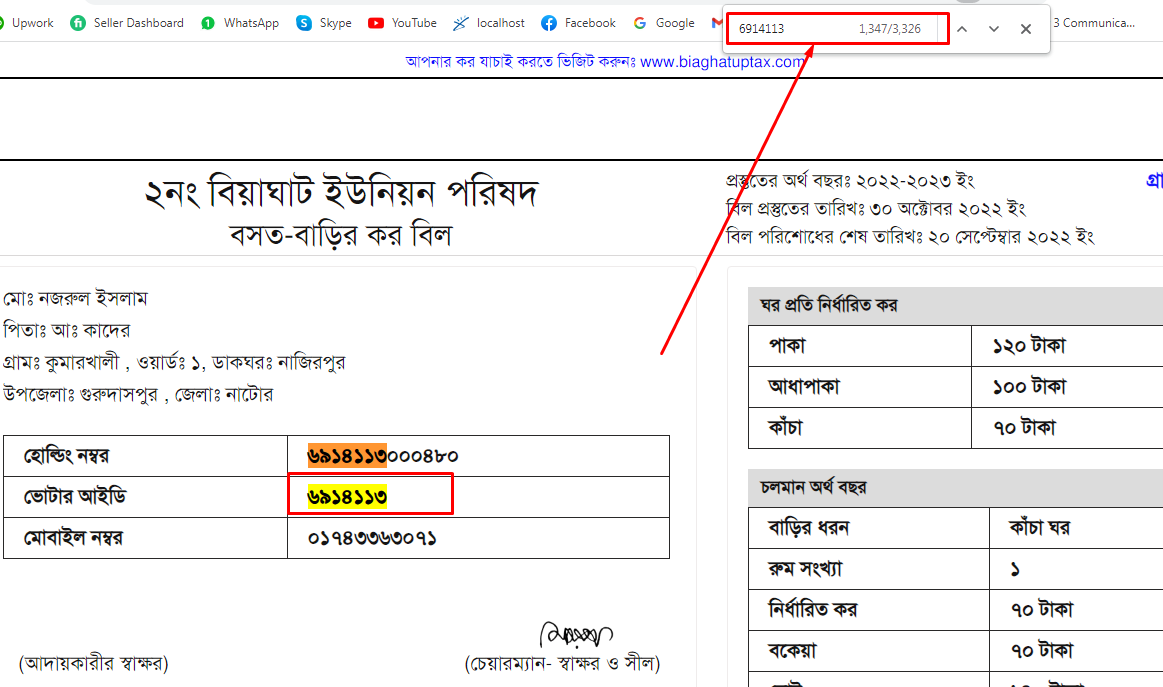 Upwork Seller Dashboard WhatsApp Skype YouTube localhost Facebook Google 3 Communica...
6914113 1,347/3,326
আপনার কর যাচাই করতে ভিজিট করুনঃ www.biaghatuptax.com
২নং বিয়াঘাট ইউনিয়ন পরিষদ
বসত-বাড়ির কর বিল
প্রস্তুতের অর্থ বছরঃ ২০২২-২০২৩ ইং
বিল প্রস্তুতের তারিখঃ ৩০ অক্টোবর ২০২২ ইং
বিল পরিশোধের শেষ তারিখঃ ২০ সেপ্টেম্বার ২০২২ ইং
গ্রা
মোঃ নজরুল ইসলাম
পিতাঃ আঃ কাদের
গ্রামঃ কুমারখালী , ওয়ার্ডঃ ১, ডাকঘরঃ নাজিরপুর
উপজেলাঃ গুরুদাসপুর , জেলাঃ নাটোর
হোল্ডিং নম্বর ৬৯১৪১১৩০০০৪৮০
ভোটার আইডি ৬৯১৪১১৩
মোবাইল নম্বর ০১৭৪৩৩৬৩০৭১
(আদায়কারীর স্বাক্ষর)
(চেয়ারম্যান- স্বাক্ষর ও সীল)
ঘর প্রতি নির্ধারিত কর
পাকা ১২০ টাকা
আধাপাকা ১০০ টাকা
কাঁচা ৭০ টাকা
চলমান অর্থ বছর
বাড়ির ধরন কাঁচা ঘর
রুম সংখ্যা ১
নির্ধারিত কর ৭০ টাকা
বকেয়া ৭০ টাকা